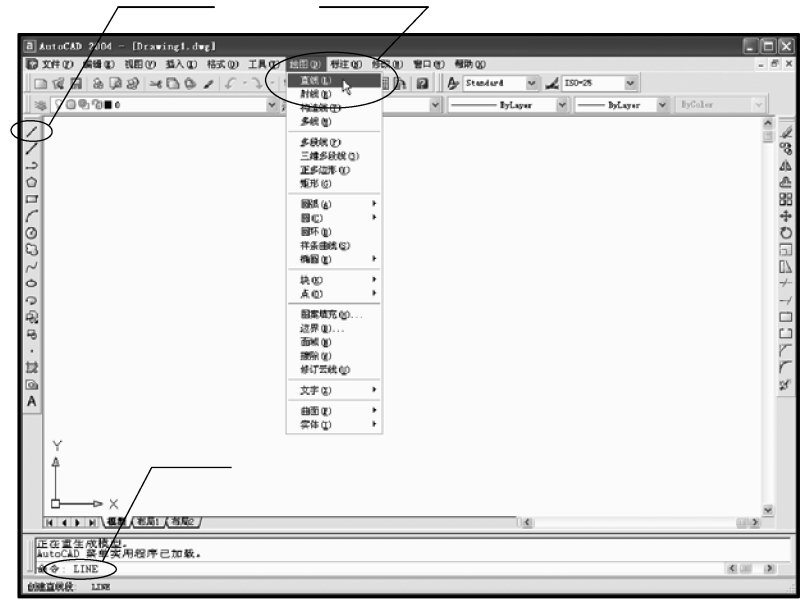 AutoCAD 2004 - [Drawing1.dwg]
文件(F) 编辑(E) 视图(V) 插入(I) 格式(O) 工具(T) 绘图(D) 标注(N) 修改(M) 窗口(W) 帮助(H)
Standard ISO-25
0 ByLayer ByLayer ByColor
直线(L)
射线(R)
构造线(T)
多线(M)
多段线(P)
三维多段线(3)
正多边形(Y)
矩形(G)
圆弧(A)
圆(C)
圆环(D)
样条曲线(S)
椭圆(E)
块(K)
点(O)
图案填充(H)...
边界(B)...
面域(N)
擦除(W)
修订云线(U)
文字(X)
曲面(F)
实体(I)
A
Y
X
模型 布局1 布局2
正在重生成模型。
AutoCAD 菜单实用程序已加载。
命令: LINE
创建直线段: LINE